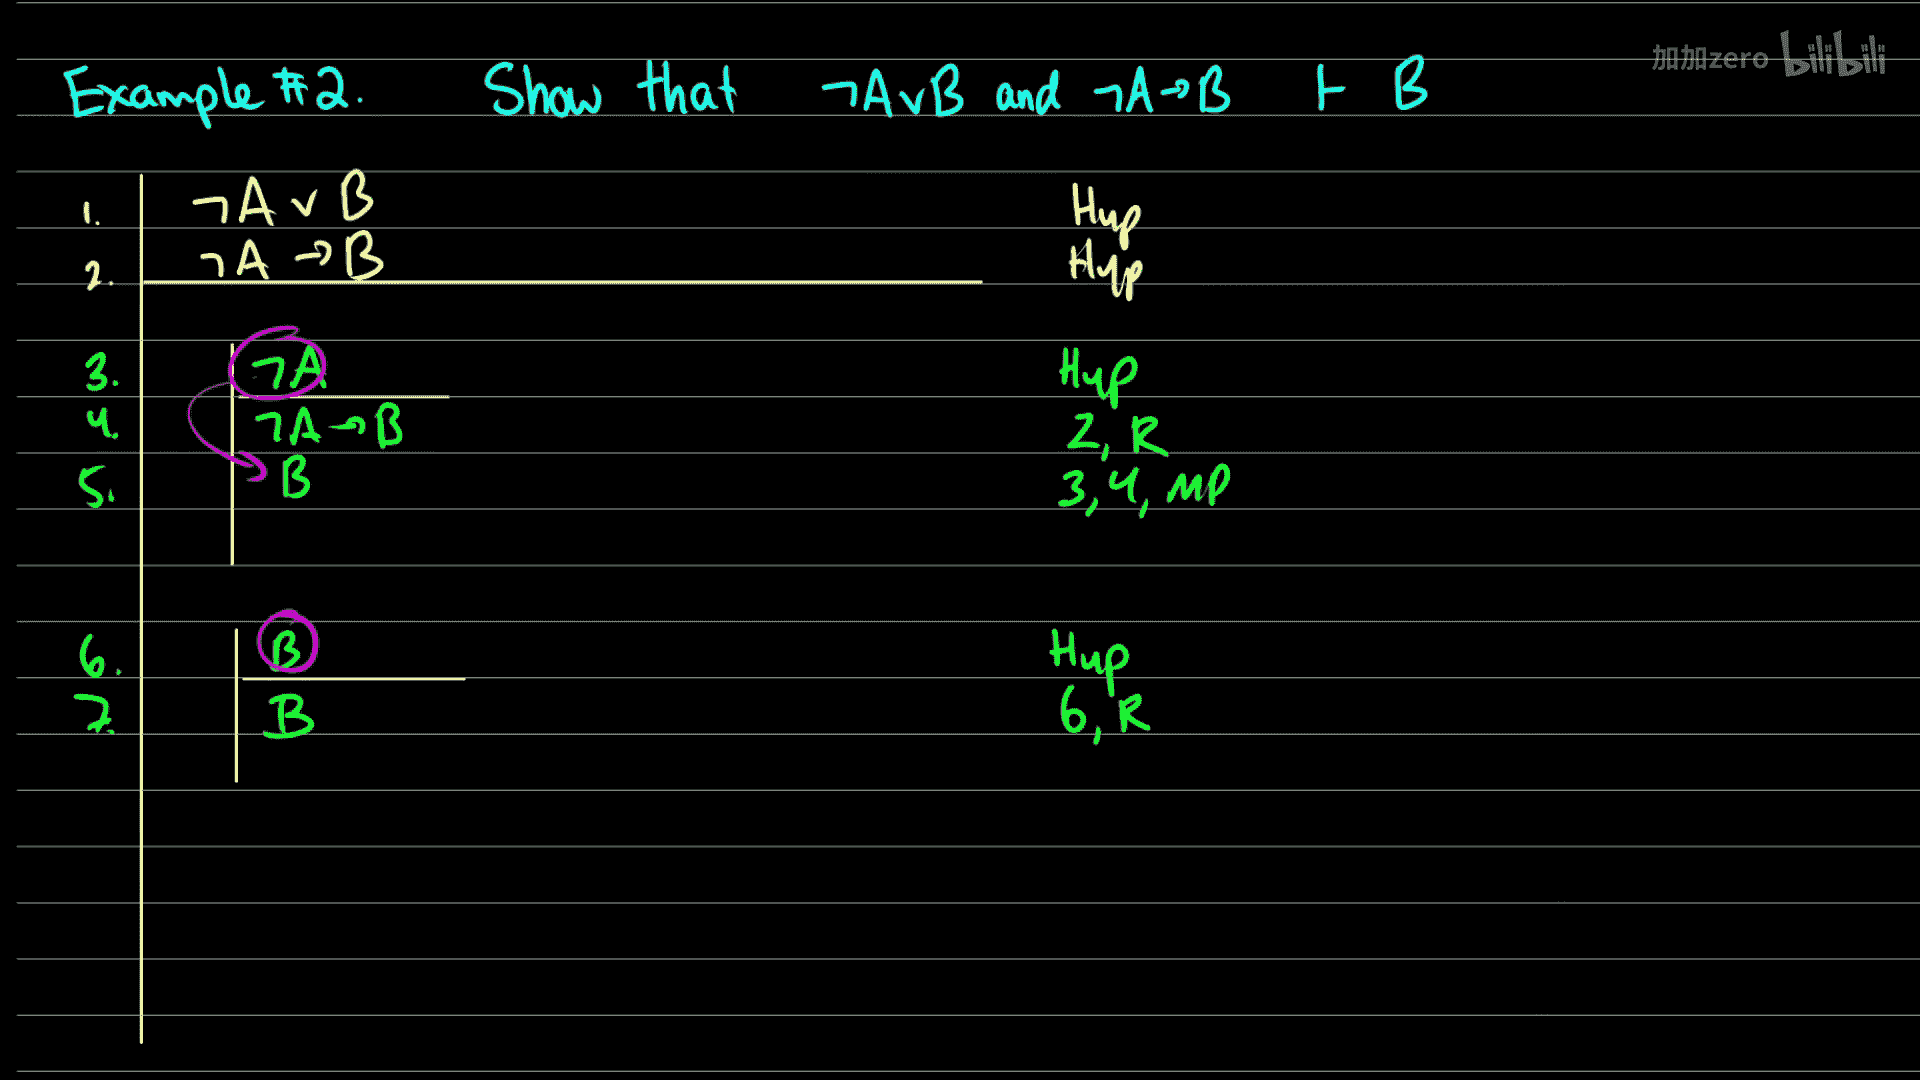 加加zero bilibili
Example #2. Show that ¬A∨B and ¬A→B ⊢ B
1. ¬A ∨ B Hyp
2. ¬A → B Hyp
3. ¬A Hyp
4. ¬A → B 2, R
5. B 3, 4, MP
6. B Hyp
7. B 6, R